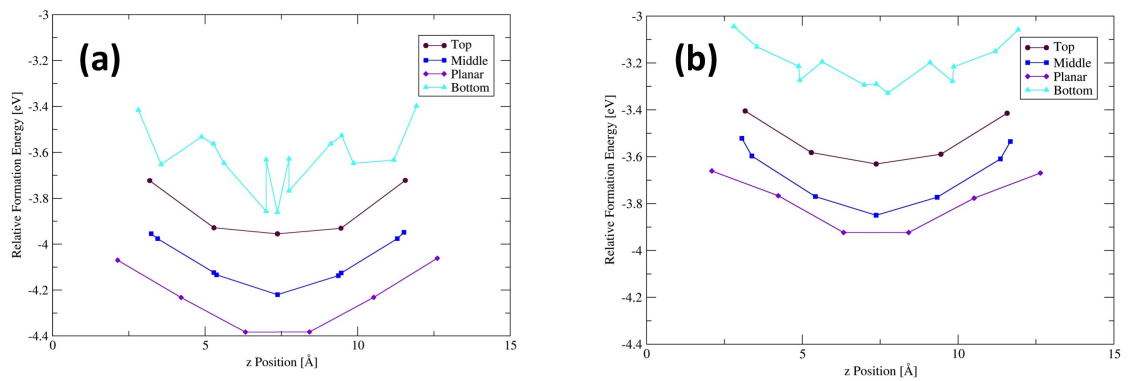 (a)
Top
Middle
Planar
Bottom
Relative Formation Energy [eV]
-3
-3.2
-3.4
-3.6
-3.8
-4
-4.2
-4.4
0
5
10
15
z Position [Å]
(b)
Top
Middle
Planar
Bottom
Relative Formation Energy [eV]
-3
-3.2
-3.4
-3.6
-3.8
-4
-4.2
-4.4
0
5
10
15
z Position [Å]